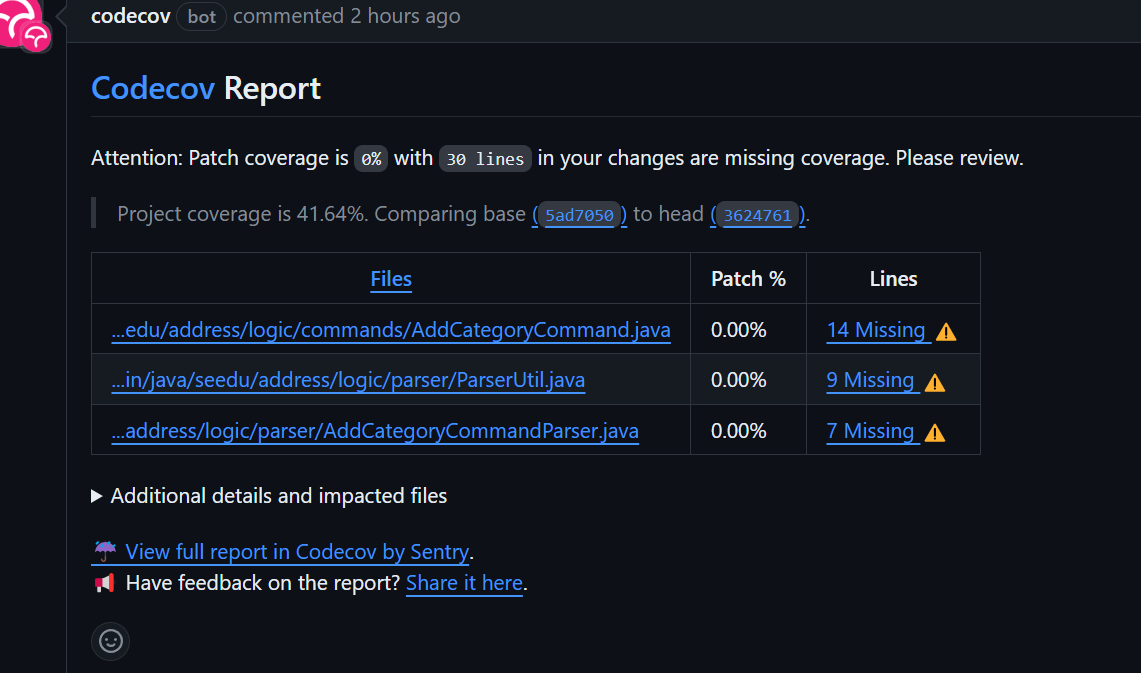 codecov bot commented 2 hours ago
Codecov Report
Attention: Patch coverage is 0% with 30 lines in your changes are missing coverage. Please review.
Project coverage is 41.64%. Comparing base (5ad7050) to head (3624761).
Files Patch % Lines
...edu/address/logic/commands/AddCategoryCommand.java 0.00% 14 Missing ⚠️
...in/java/seedu/address/logic/parser/ParserUtil.java 0.00% 9 Missing ⚠️
...address/logic/parser/AddCategoryCommandParser.java 0.00% 7 Missing ⚠️
Additional details and impacted files
View full report in Codecov by Sentry.
Have feedback on the report? Share it here.